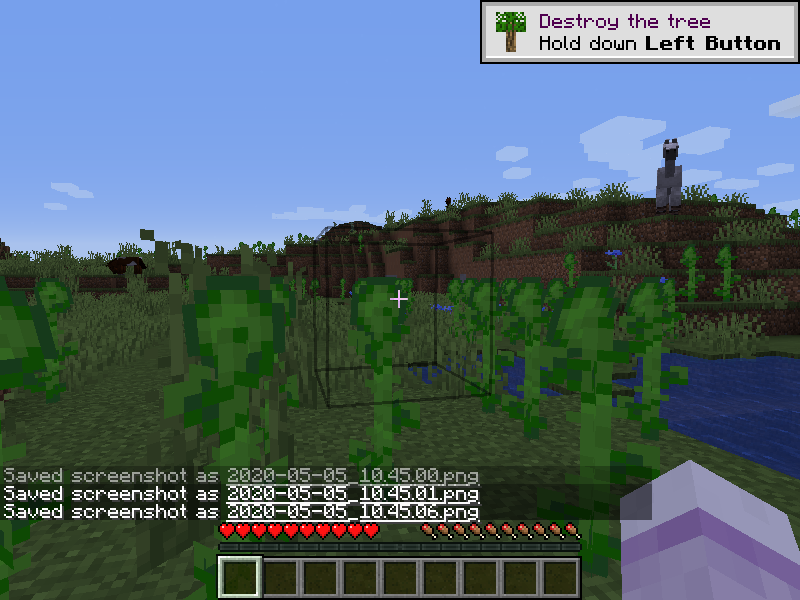 Destroy the tree
Hold down Left Button
Saved screenshot as 2020-05-05_10.45.00.png
Saved screenshot as 2020-05-05_10.45.01.png
Saved screenshot as 2020-05-05_10.45.06.png